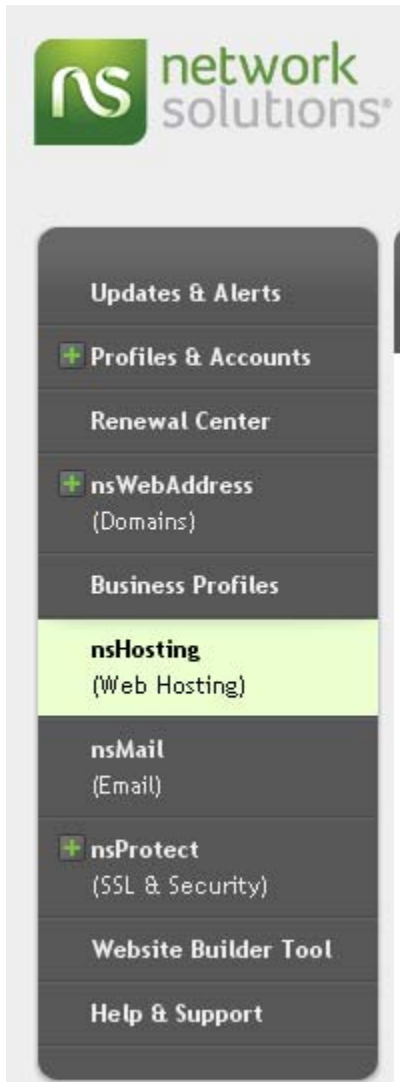 ns network
solutions®
Updates & Alerts
Profiles & Accounts
Renewal Center
nsWebAddress
(Domains)
Business Profiles
nsHosting
(Web Hosting)
nsMail
(Email)
nsProtect
(SSL & Security)
Website Builder Tool
Help & Support